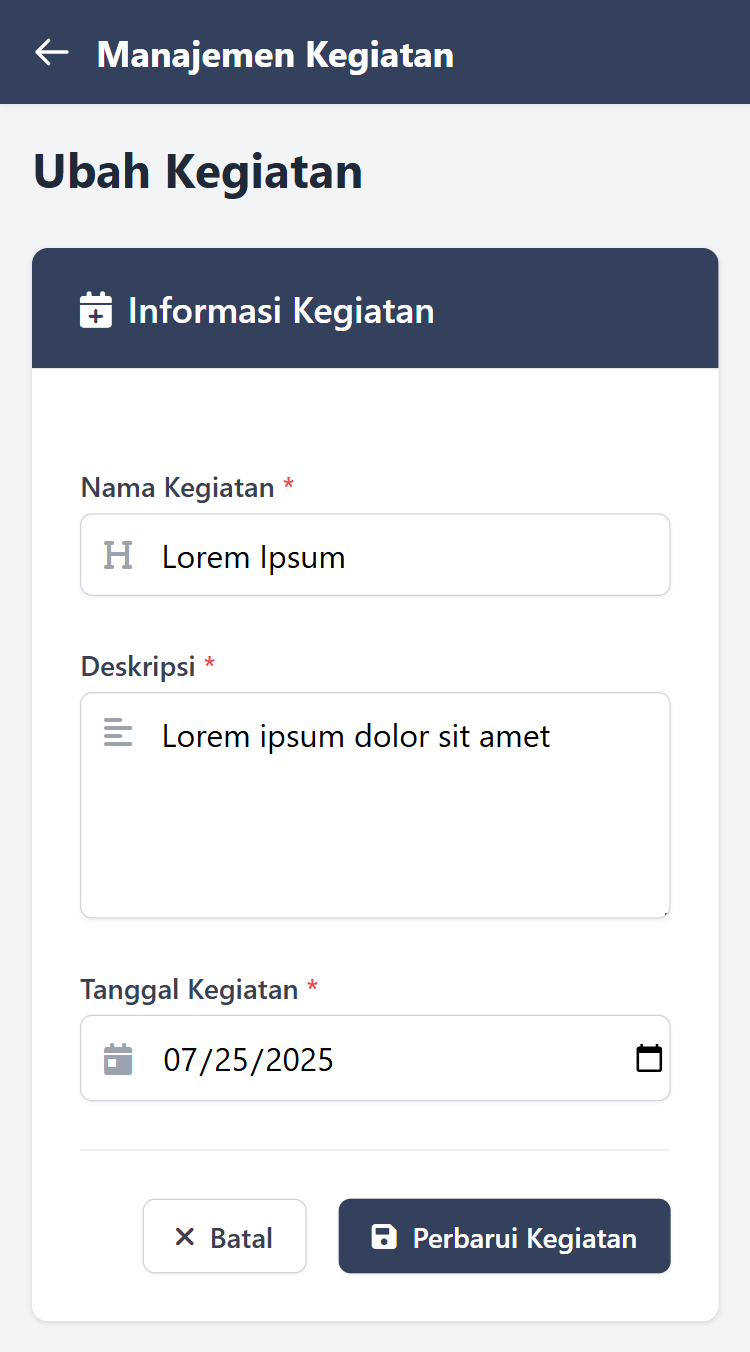 Manajemen Kegiatan
Ubah Kegiatan
Informasi Kegiatan
Nama Kegiatan *
Lorem Ipsum
Deskripsi *
Lorem ipsum dolor sit amet
Tanggal Kegiatan *
07/25/2025
Batal
Perbarui Kegiatan